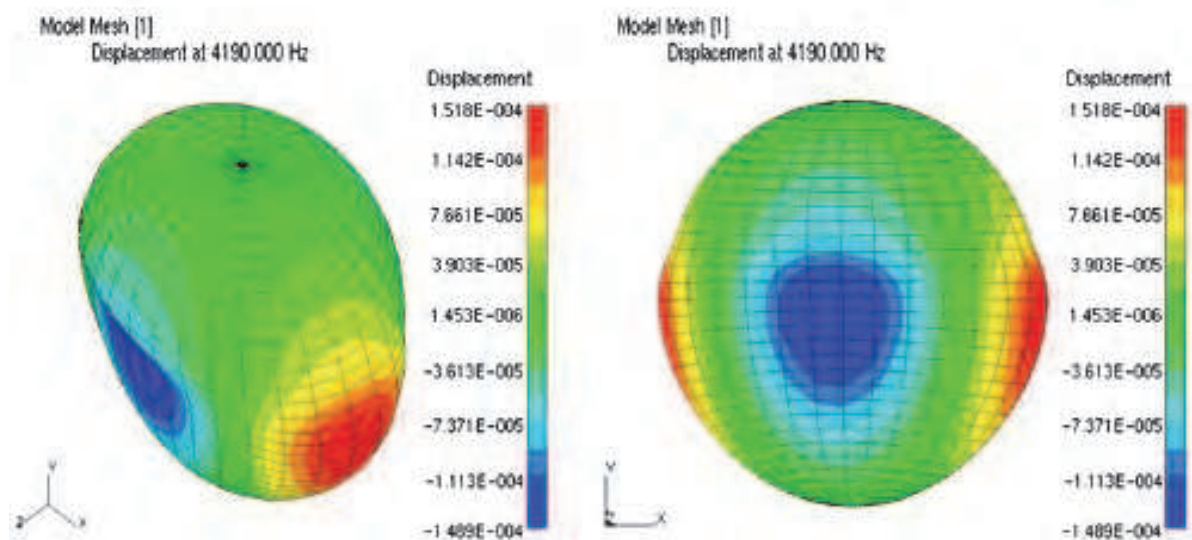 Model Mesh [1]
Displacement at 4190.000 Hz
Displacement
1.518E-004
1.142E-004
7.661E-005
3.903E-005
1.453E-006
-3.613E-005
-7.371E-005
-1.113E-004
-1.489E-004
Y
Z
X
Model Mesh [1]
Displacement at 4190.000 Hz
Displacement
1.518E-004
1.142E-004
7.661E-005
3.903E-005
1.453E-006
-3.613E-005
-7.371E-005
-1.113E-004
-1.489E-004
Y
Z
X